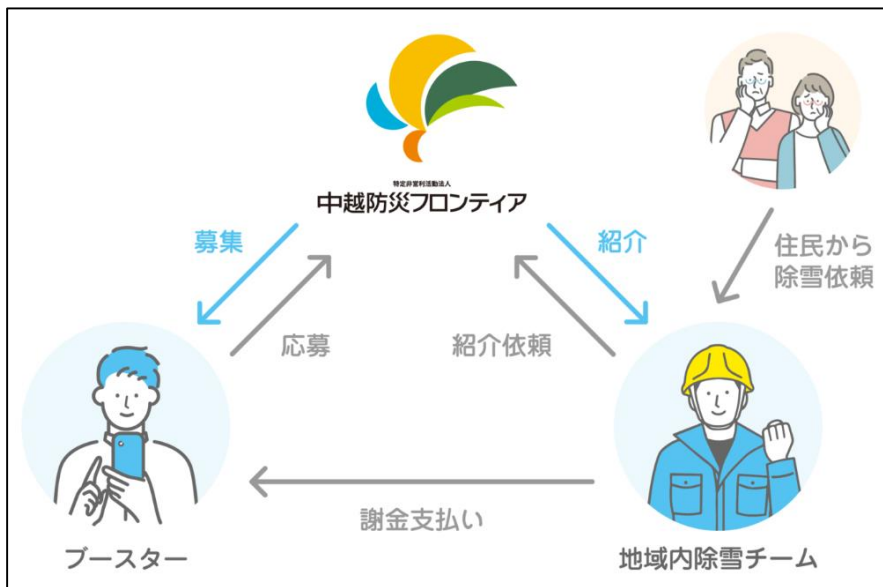 特定非営利活動法人
中越防災フロンティア
募集
紹介
住民から
除雪依頼
応募
紹介依頼
謝金支払い
ブースター
地域内除雪チーム